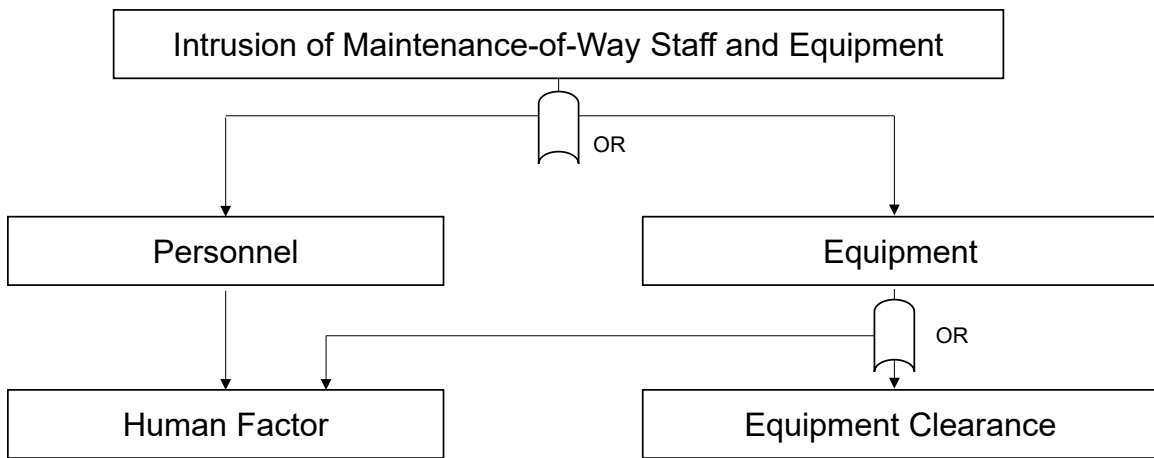 Intrusion of Maintenance-of-Way Staff and Equipment
OR
Personnel
Equipment
OR
Human Factor
Equipment Clearance